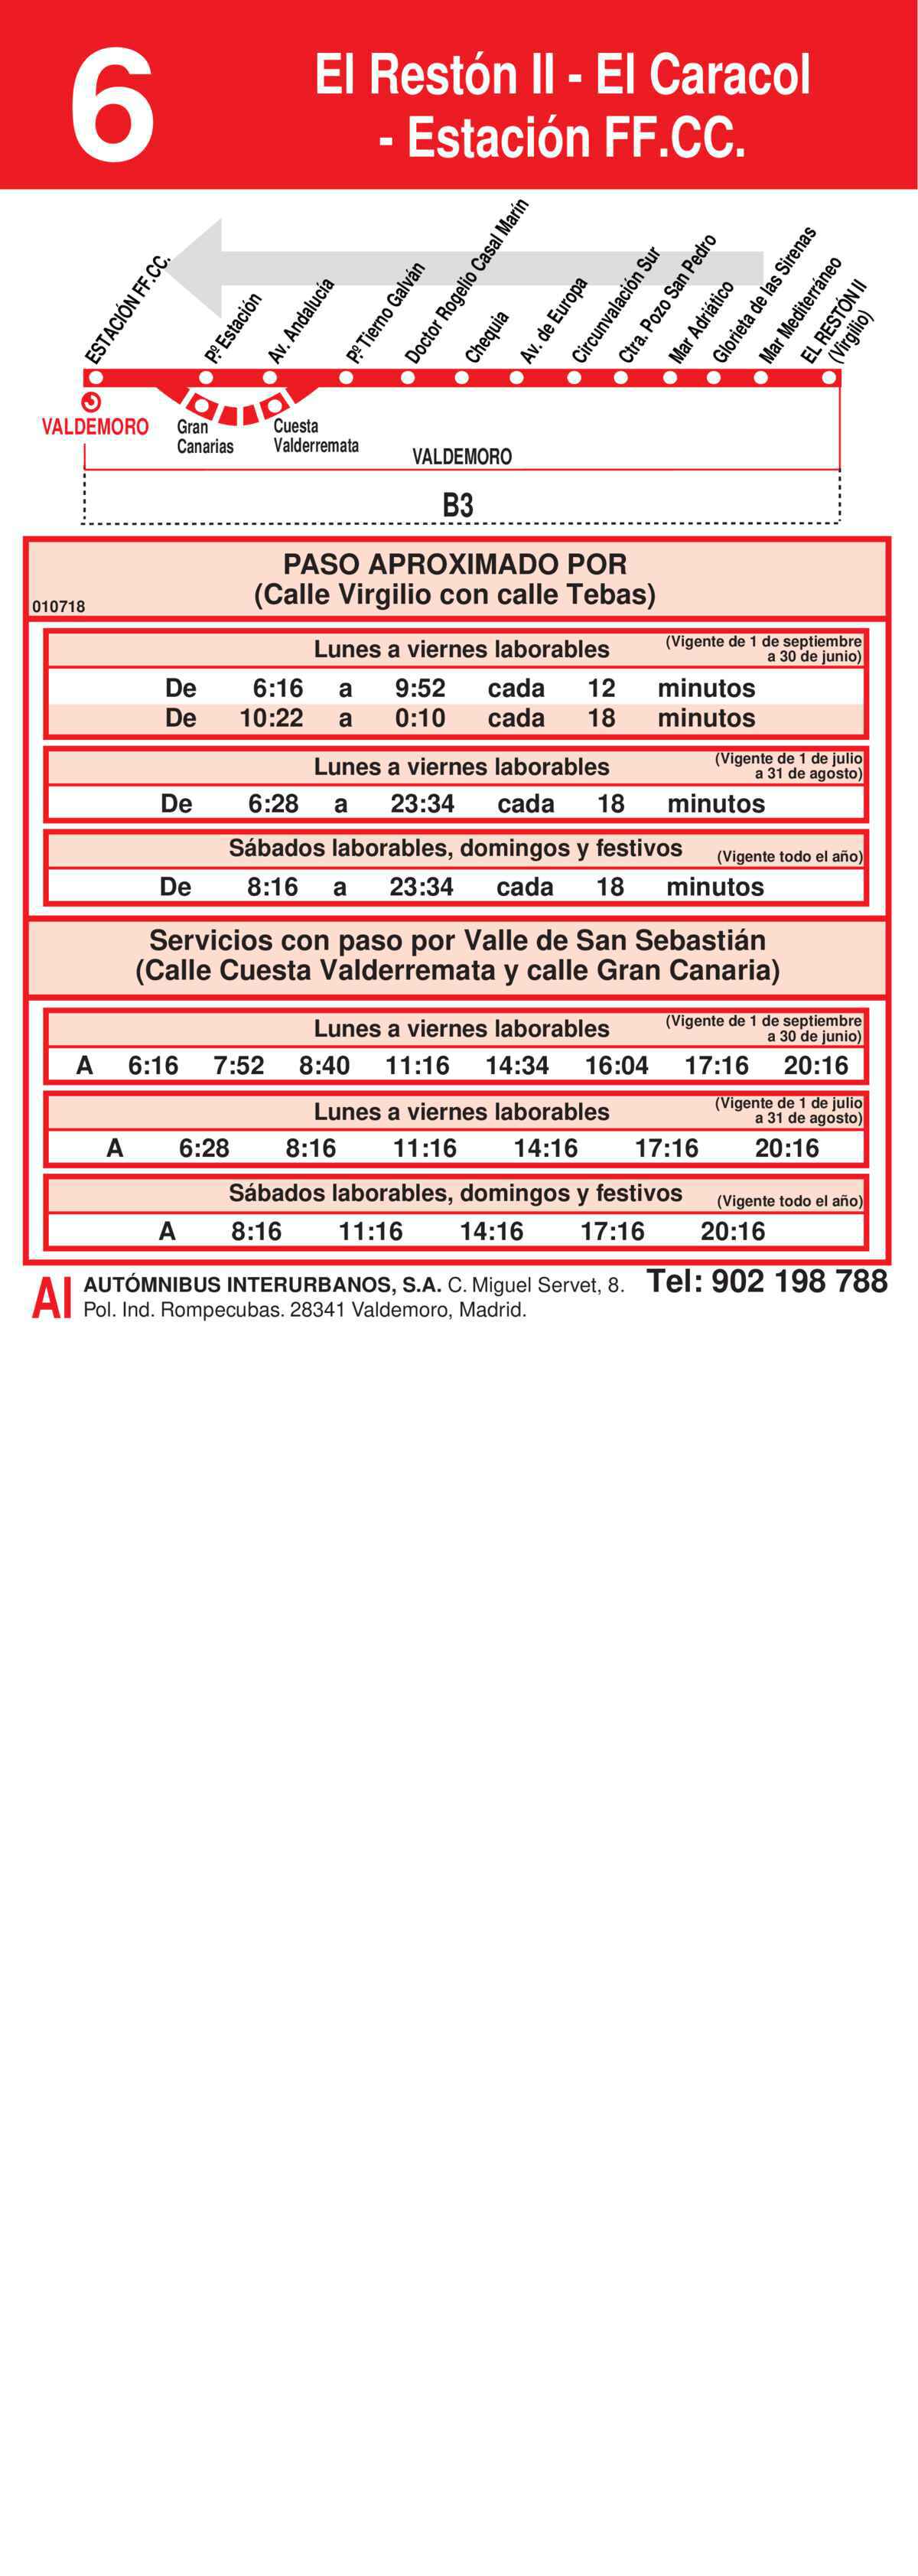 6
El Restón II - El Caracol
- Estación FF.CC.
ESTACIÓN FF.CC.
Pº. Estación
Av. Andalucía
Pº. Tierno Galván
Doctor Rogelio Casal Marín
Chequia
Av. de Europa
Circunvalación Sur
Ctra. Pozo San Pedro
Mar Adriático
Glorieta de las Sirenas
Mar Mediterráneo
EL RESTÓN II
(Virgilio)
VALDEMORO
Gran
Canarias
Cuesta
Valderremata
VALDEMORO
B3
PASO APROXIMADO POR
(Calle Virgilio con calle Tebas)
010718
Lunes a viernes laborables (Vigente de 1 de septiembre
a 30 de junio)
De 6:16 a 9:52 cada 12 minutos
De 10:22 a 0:10 cada 18 minutos
Lunes a viernes laborables (Vigente de 1 de julio
a 31 de agosto)
De 6:28 a 23:34 cada 18 minutos
Sábados laborables, domingos y festivos (Vigente todo el año)
De 8:16 a 23:34 cada 18 minutos
Servicios con paso por Valle de San Sebastián
(Calle Cuesta Valderremata y calle Gran Canaria)
Lunes a viernes laborables (Vigente de 1 de septiembre
a 30 de junio)
A 6:16 7:52 8:40 11:16 14:34 16:04 17:16 20:16
Lunes a viernes laborables (Vigente de 1 de julio
a 31 de agosto)
A 6:28 8:16 11:16 14:16 17:16 20:16
Sábados laborables, domingos y festivos (Vigente todo el año)
A 8:16 11:16 14:16 17:16 20:16
AI AUTÓMNIBUS INTERURBANOS, S.A. C. Miguel Servet, 8. Tel: 902 198 788
Pol. Ind. Rompecubas. 28341 Valdemoro, Madrid.